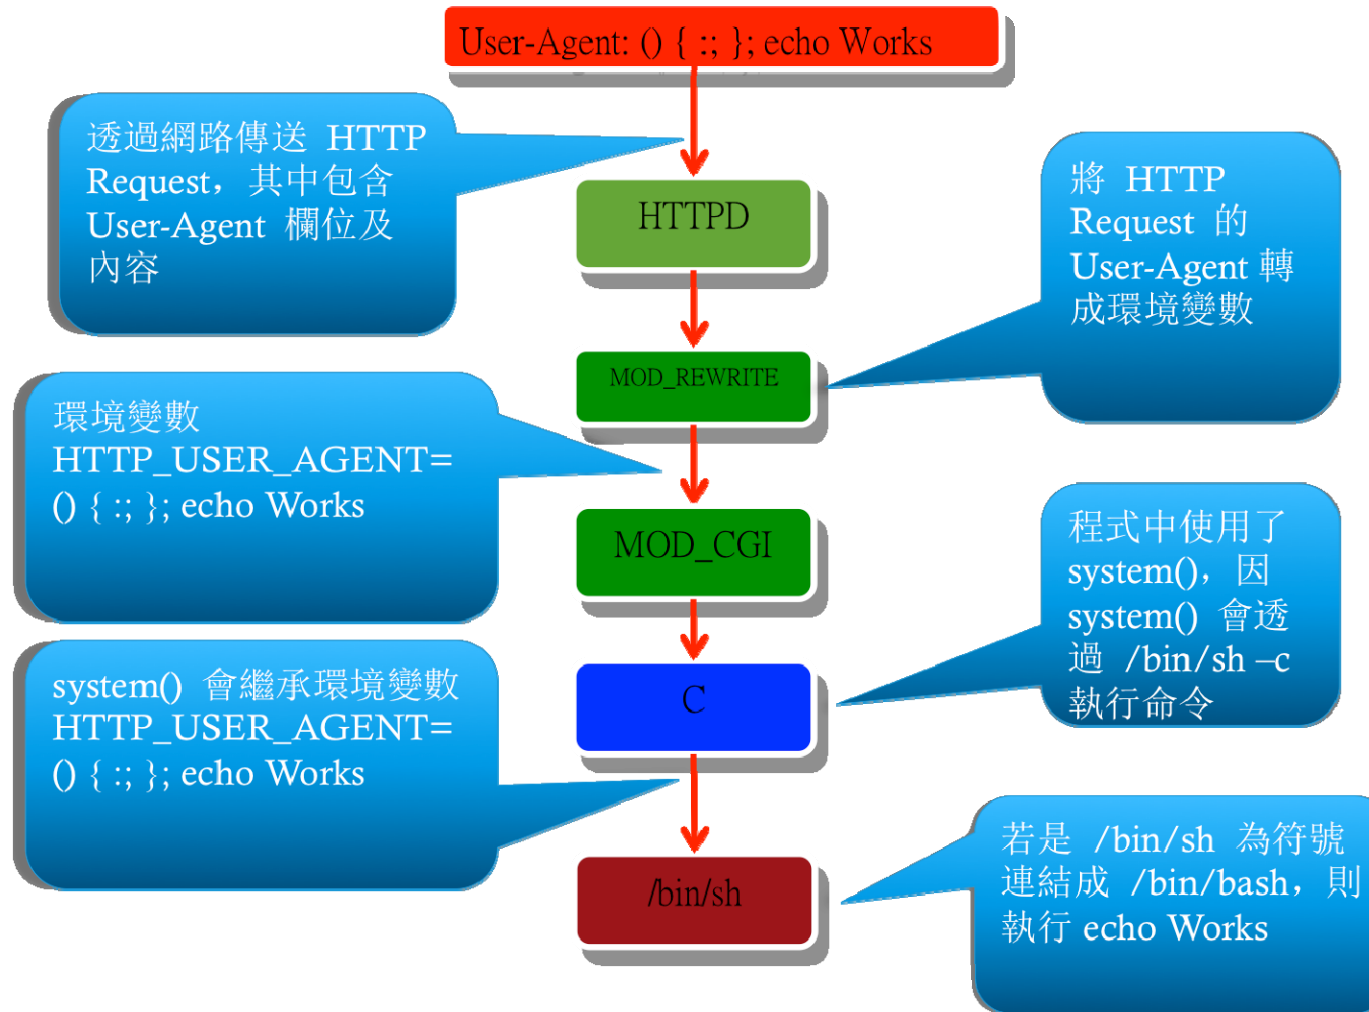 User-Agent: () { :; }; echo Works
透過網路傳送 HTTP
Request，其中包含
User-Agent 欄位及
內容
HTTPD
將 HTTP
Request 的
User-Agent 轉
成環境變數
MOD_REWRITE
環境變數
HTTP_USER_AGENT=
() { :; }; echo Works
MOD_CGI
程式中使用了
system()，因
system() 會透
過 /bin/sh –c
執行命令
system() 會繼承環境變數
HTTP_USER_AGENT=
() { :; }; echo Works
C
/bin/sh
若是 /bin/sh 為符號
連結成 /bin/bash，則
執行 echo Works